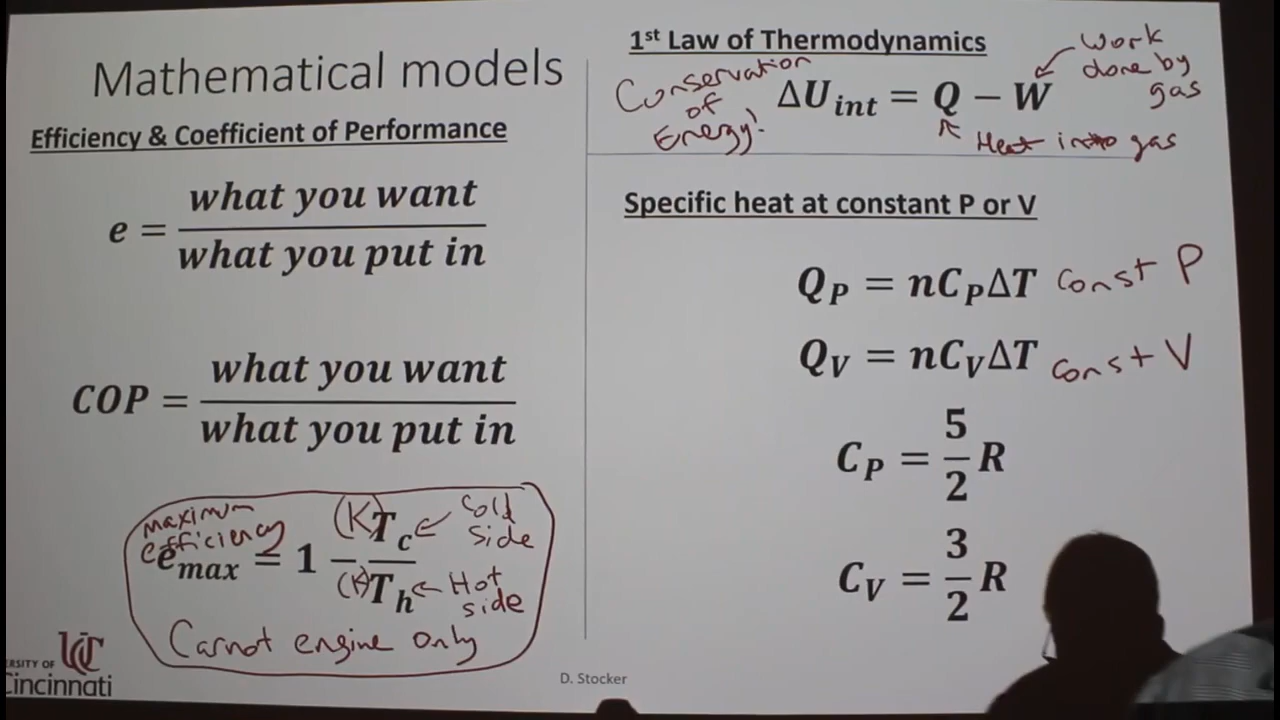 Mathematical models
Efficiency & Coefficient of Performance
e = what you want / what you put in
COP = what you want / what you put in
maximum
efficiency
e_max = 1 − T_c / T_h
(K)
(K)
Cold
side
Hot
side
Carnot engine only
ERSITY OF
Cincinnati
UC
D. Stocker
1st Law of Thermodynamics
Conservation
of
Energy!
ΔU_int = Q − W
Work
done by
gas
Heat into gas
Specific heat at constant P or V
Q_P = nC_PΔT const P
Q_V = nC_VΔT const V
C_P = 5/2 R
C_V = 3/2 R